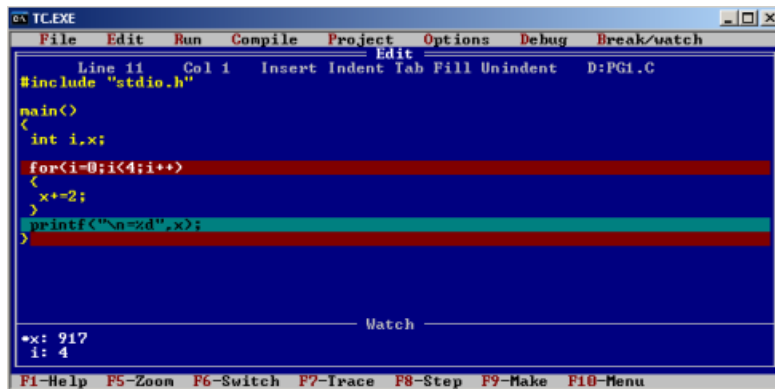 TC.EXE
File Edit Run Compile Project Options Debug Break/watch
Edit
Line 11 Col 1 Insert Indent Tab Fill Unindent D:PG1.C
#include "stdio.h"
main()
{
int i,x;
for(i=0;i<4;i++)
{
x+=2;
}
printf("\n=%d",x);
}
Watch
•x: 917
i: 4
F1-Help F5-Zoom F6-Switch F7-Trace F8-Step F9-Make F10-Menu